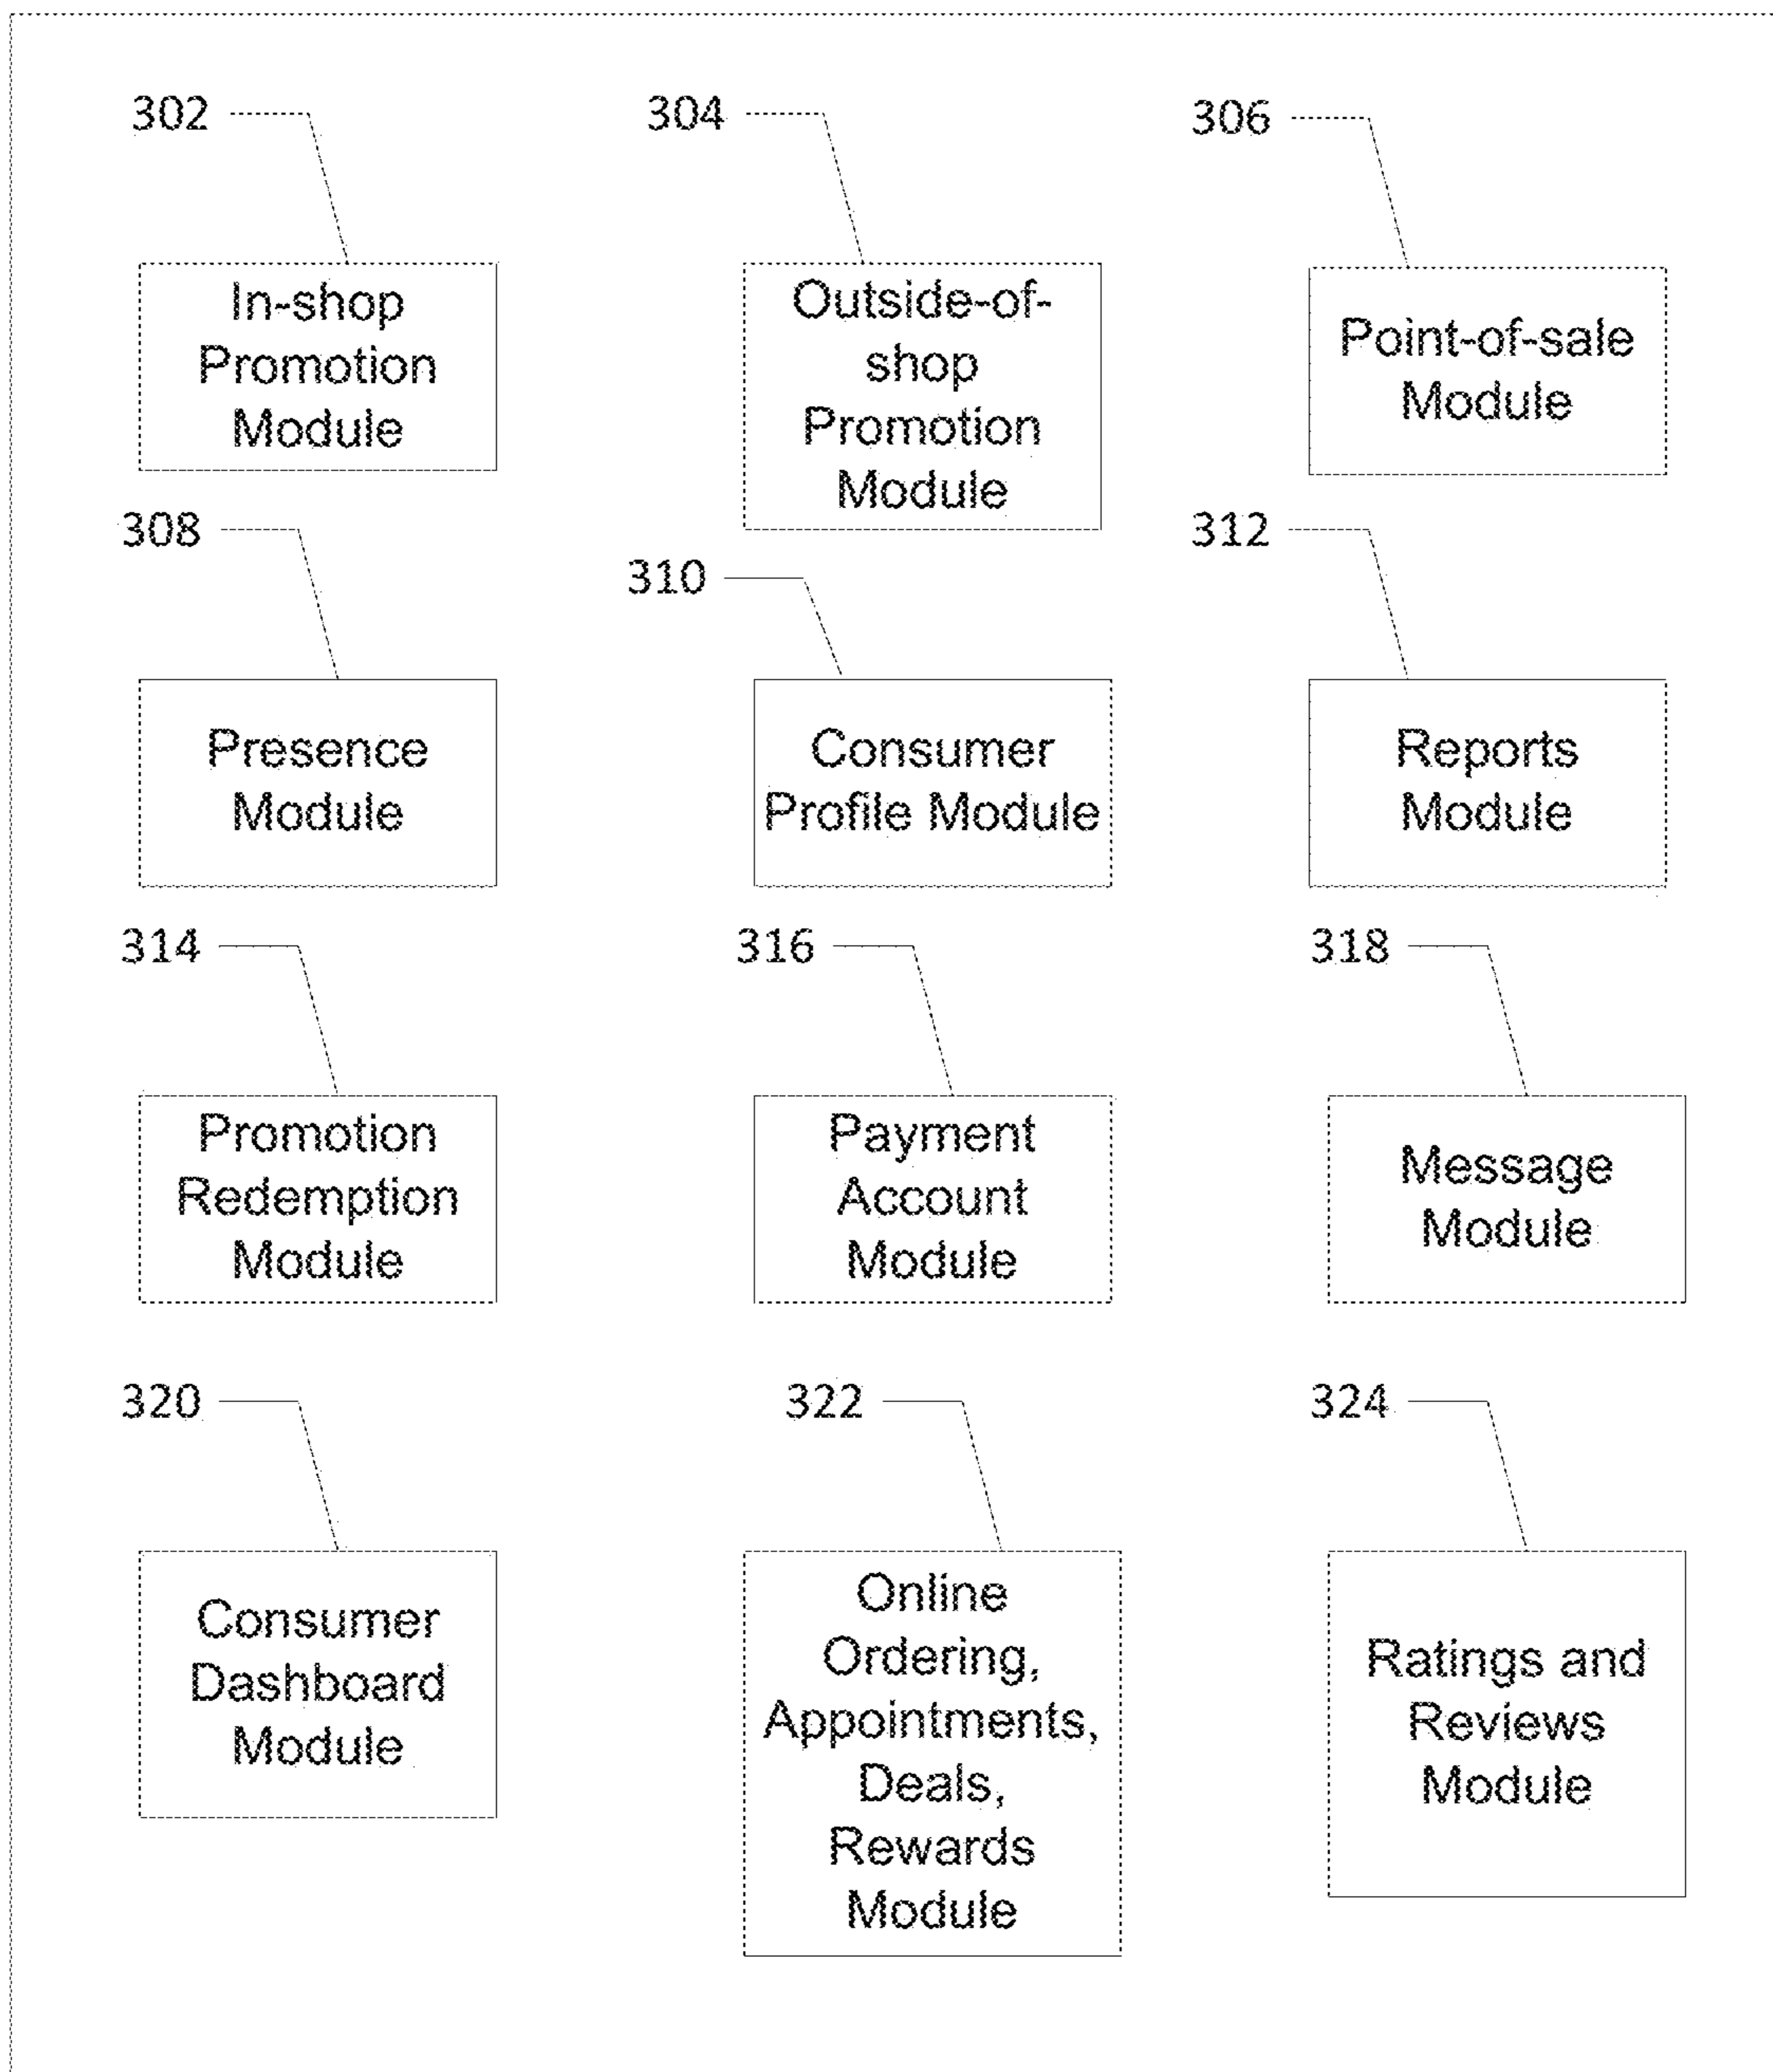 302
304
306
In-shop
Promotion
Module
Outside-of-
shop
Promotion
Module
Point-of-sale
Module
308
310
312
Presence
Module
Consumer
Profile Module
Reports
Module
314
316
318
Promotion
Redemption
Module
Payment
Account
Module
Message
Module
320
322
324
Consumer
Dashboard
Module
Online
Ordering,
Appointments,
Deals,
Rewards
Module
Ratings and
Reviews
Module